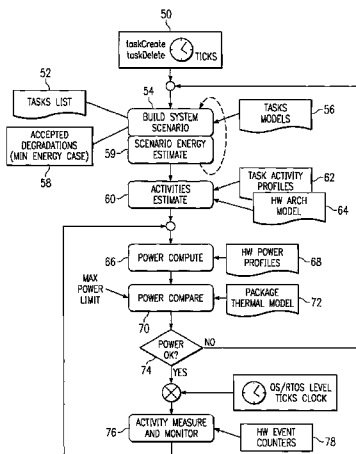 50
taskCreate
taskDelete
TICKS
52
54
TASKS LIST
BUILD SYSTEM
SCENARIO
TASKS
MODELS
56
ACCEPTED
DEGRADATIONS
(MIN ENERGY CASE)
58
59
SCENARIO ENERGY
ESTIMATE
60
ACTIVITIES
ESTIMATE
TASK ACTIVITY
PROFILES
62
HW ARCH
MODEL
64
66
POWER COMPUTE
HW POWER
PROFILES
68
MAX
POWER
LIMIT
POWER COMPARE
70
PACKAGE
THERMAL MODEL
72
POWER
OK?
NO
74
YES
OS/RTOS LEVEL
TICKS CLOCK
76
ACTIVITY MEASURE
AND MONITOR
HW EVENT
COUNTERS
78